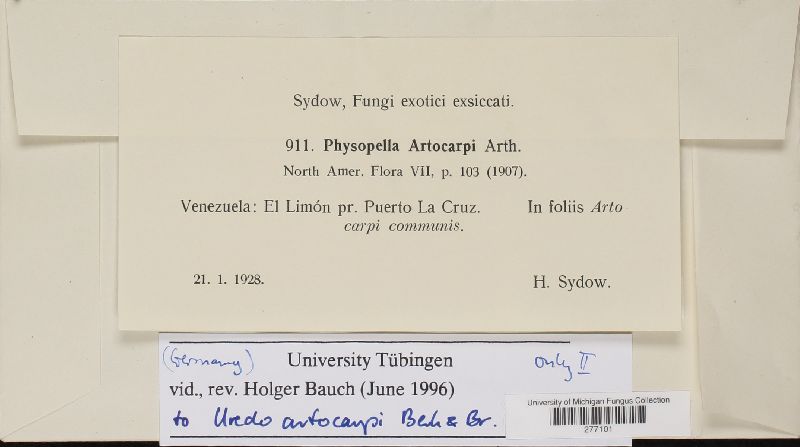 Sydow, Fungi exotici exsiccati.
911. Physopella Artocarpi Arth.
North Amer. Flora VII, p. 103 (1907).
Venezuela: El Limón pr. Puerto La Cruz. In foliis Arto-
carpi communis.
21. 1. 1928. H. Sydow.
(Germany) University Tübingen only II
vid., rev. Holger Bauch (June 1996)
to Uredo artocarpi Berk & Br.
University of Michigan Fungus Collection
277101